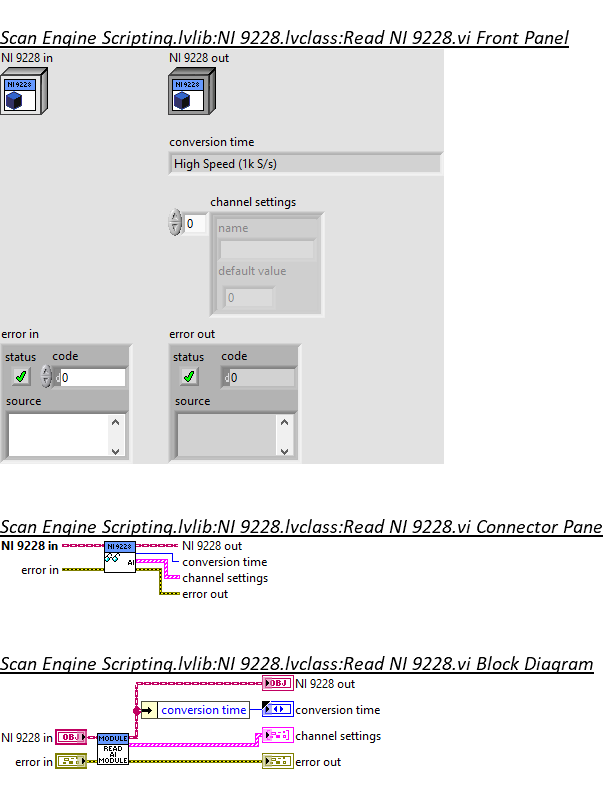 Scan Engine Scripting.lvlib:NI 9228.lvclass:Read NI 9228.vi Front Panel
NI 9228 in NI 9228 out
NI 9228 NI 9228
conversion time
High Speed (1k S/s)
channel settings
0 name
default value
0
error in error out
status code status code
d0 d0
source source
Scan Engine Scripting.lvlib:NI 9228.lvclass:Read NI 9228.vi Connector Pane
NI 9228 in NI 9228 NI 9228 out
AI conversion time
error in channel settings
error out
Scan Engine Scripting.lvlib:NI 9228.lvclass:Read NI 9228.vi Block Diagram
OBJ NI 9228 out
conversion time conversion time
NI 9228 in OBJ MODULE channel settings
READ
AI
error in MODULE error out